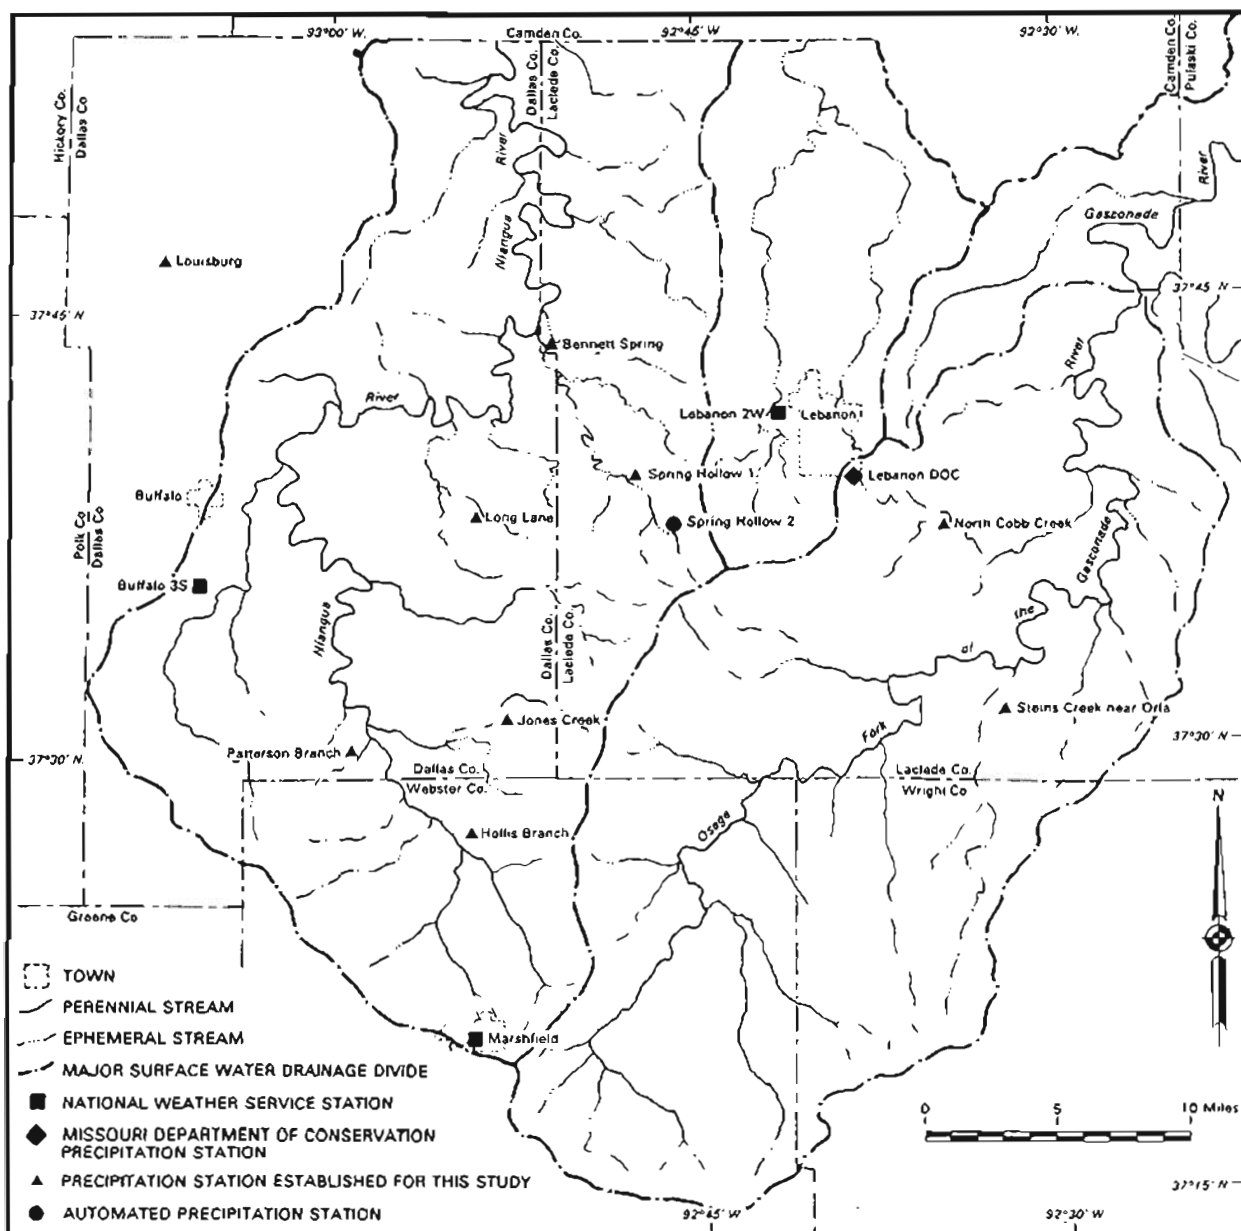 93°00' W.
Camden Co.
92°45' W
92°30' W.
Hickory Co.
Dallas Co
Dallas Co.
Laclede Co.
Camden Co.
Pulaski Co.
River
Niangua
River
Gasconade
Louisburg
37°45' N
37°45' N
Bennett Spring
River
River
Lebanon 2W
Lebanon
Buffalo
Spring Hollow 1
Lebanon DOC
Long Lane
Spring Hollow 2
North Cobb Creek
Polk Co
Dallas Co
Gasconade
Buffalo 3S
Niangua
Dallas Co.
Laclede Co.
the
of
Jones Creek
Steins Creek near Orla
Fork
Patterson Branch
37°30' N.
37°30' N
Dallas Co.
Webster Co.
Laclede Co.
Wright Co
Osage
N
Hollis Branch
Greene Co
TOWN
PERENNIAL STREAM
EPHEMERAL STREAM
Marshfield
MAJOR SURFACE WATER DRAINAGE DIVIDE
NATIONAL WEATHER SERVICE STATION
0 5 10 Miles
MISSOURI DEPARTMENT OF CONSERVATION
PRECIPITATION STATION
PRECIPITATION STATION ESTABLISHED FOR THIS STUDY
37°15' N
AUTOMATED PRECIPITATION STATION
92°45' W
92°30' W.